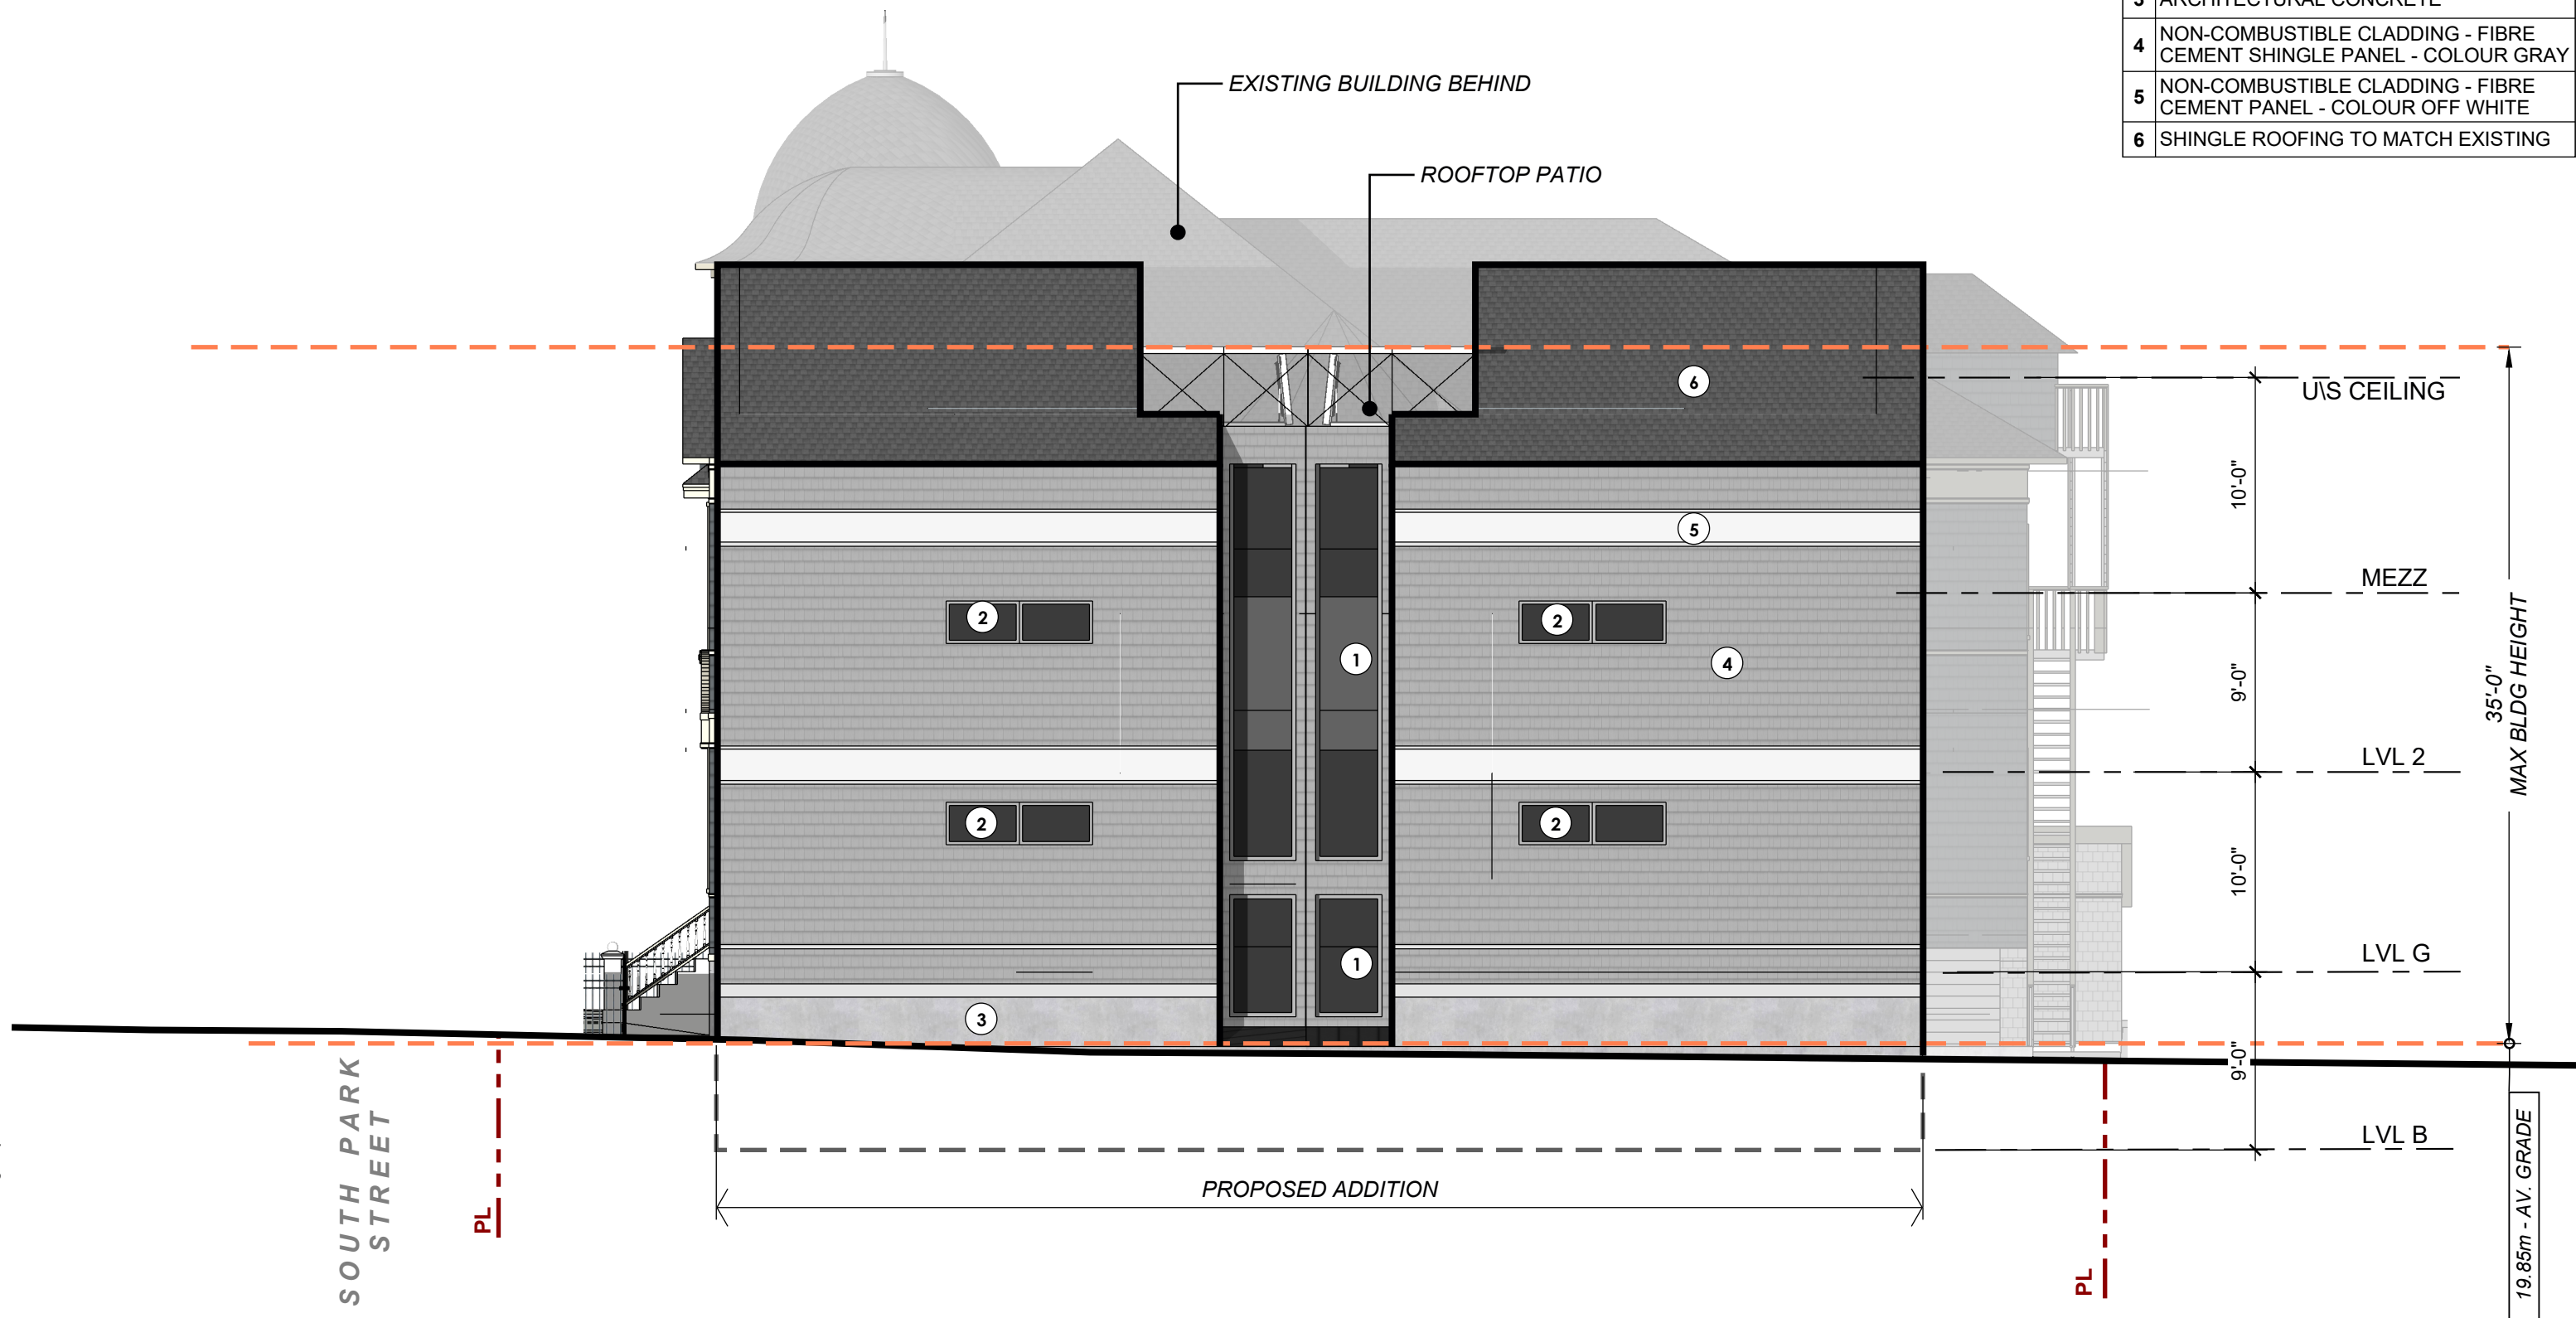 3 ARCHITECTURAL CONCRETE
4 NON-COMBUSTIBLE CLADDING - FIBRE
CEMENT SHINGLE PANEL - COLOUR GRAY
5 NON-COMBUSTIBLE CLADDING - FIBRE
CEMENT PANEL - COLOUR OFF WHITE
6 SHINGLE ROOFING TO MATCH EXISTING
EXISTING BUILDING BEHIND
ROOFTOP PATIO
6
U\S CEILING
10'-0"
5
MEZZ
2
2
1
4
9'-0"
35'-0"
MAX BLDG HEIGHT
LVL 2
2
2
10'-0"
LVL G
1
3
9'-0"
SOUTH PARK
STREET
PL
LVL B
PROPOSED ADDITION
PL
19.85m - AV. GRADE